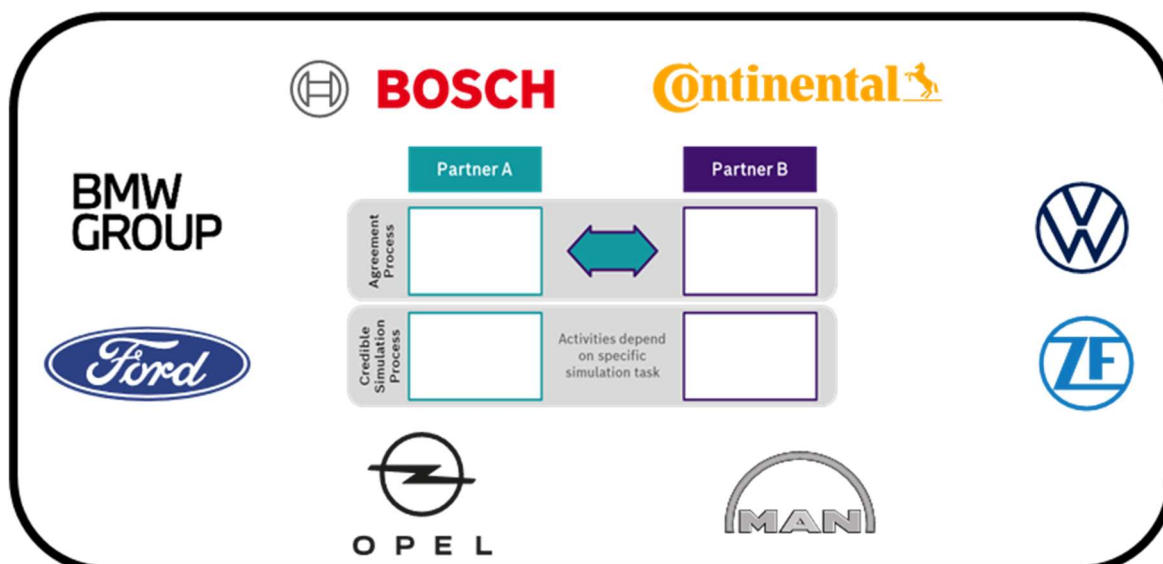 BOSCH
Continental
BMW
GROUP
Partner A
Partner B
VW
Agreement
Process
Ford
Credible
Simulation
Process
Activities depend
on specific
simulation task
ZF
OPEL
MAN